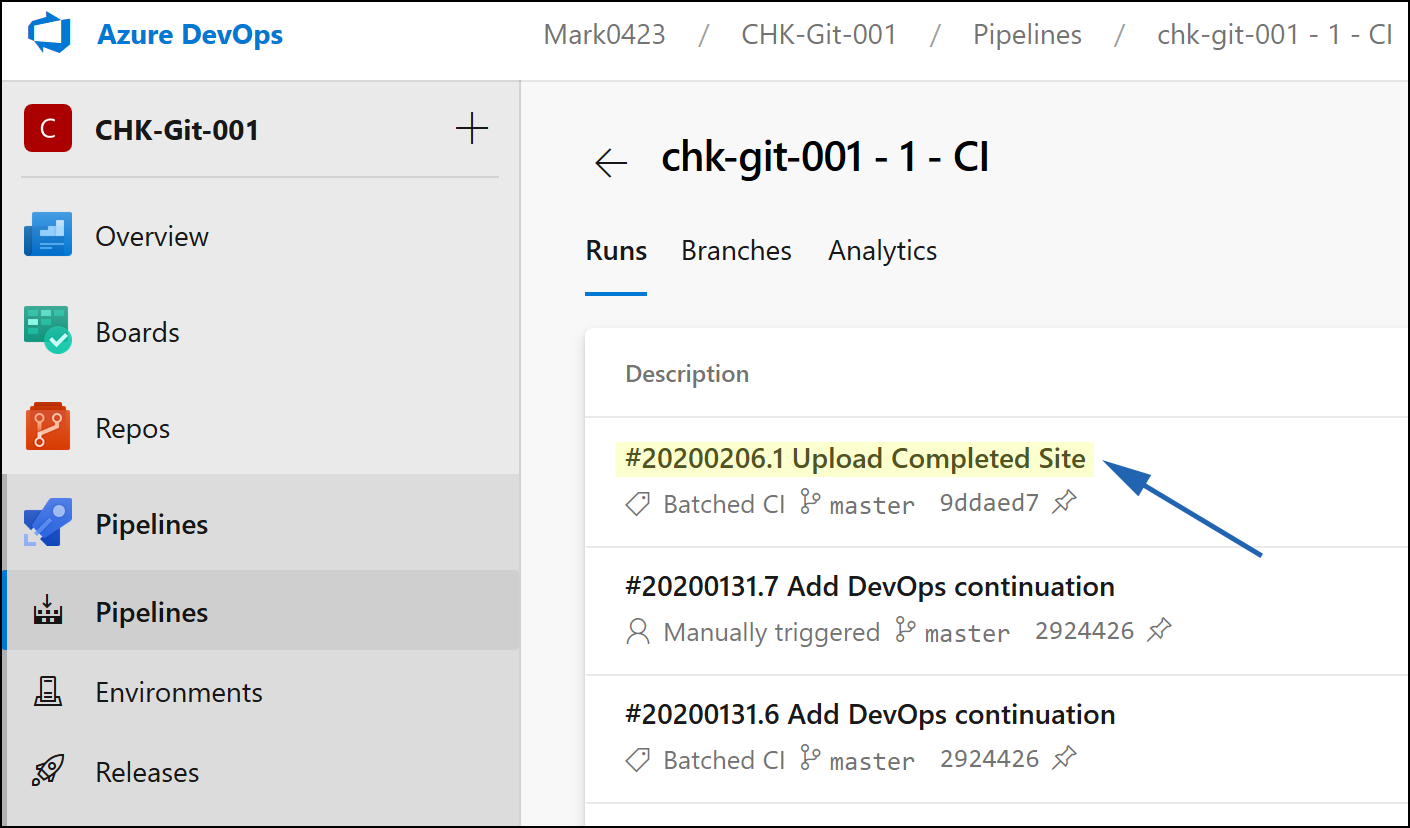 Azure DevOps
Mark0423 / CHK-Git-001 / Pipelines / chk-git-001 - 1 - CI
C CHK-Git-001
Overview
Boards
Repos
Pipelines
Pipelines
Environments
Releases
chk-git-001 - 1 - CI
Runs Branches Analytics
Description
#20200206.1 Upload Completed Site
Batched CI master 9ddaed7
#20200131.7 Add DevOps continuation
Manually triggered master 2924426
#20200131.6 Add DevOps continuation
Batched CI master 2924426